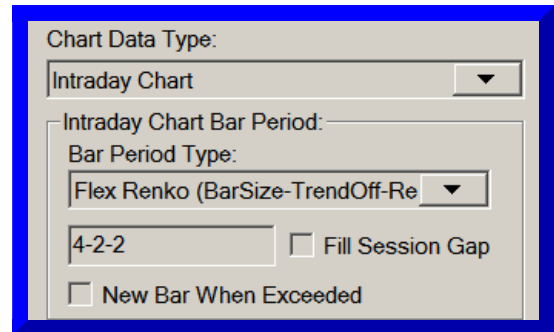 Chart Data Type:
Intraday Chart
Intraday Chart Bar Period:
Bar Period Type:
Flex Renko (BarSize-TrendOff-Re
4-2-2
Fill Session Gap
New Bar When Exceeded